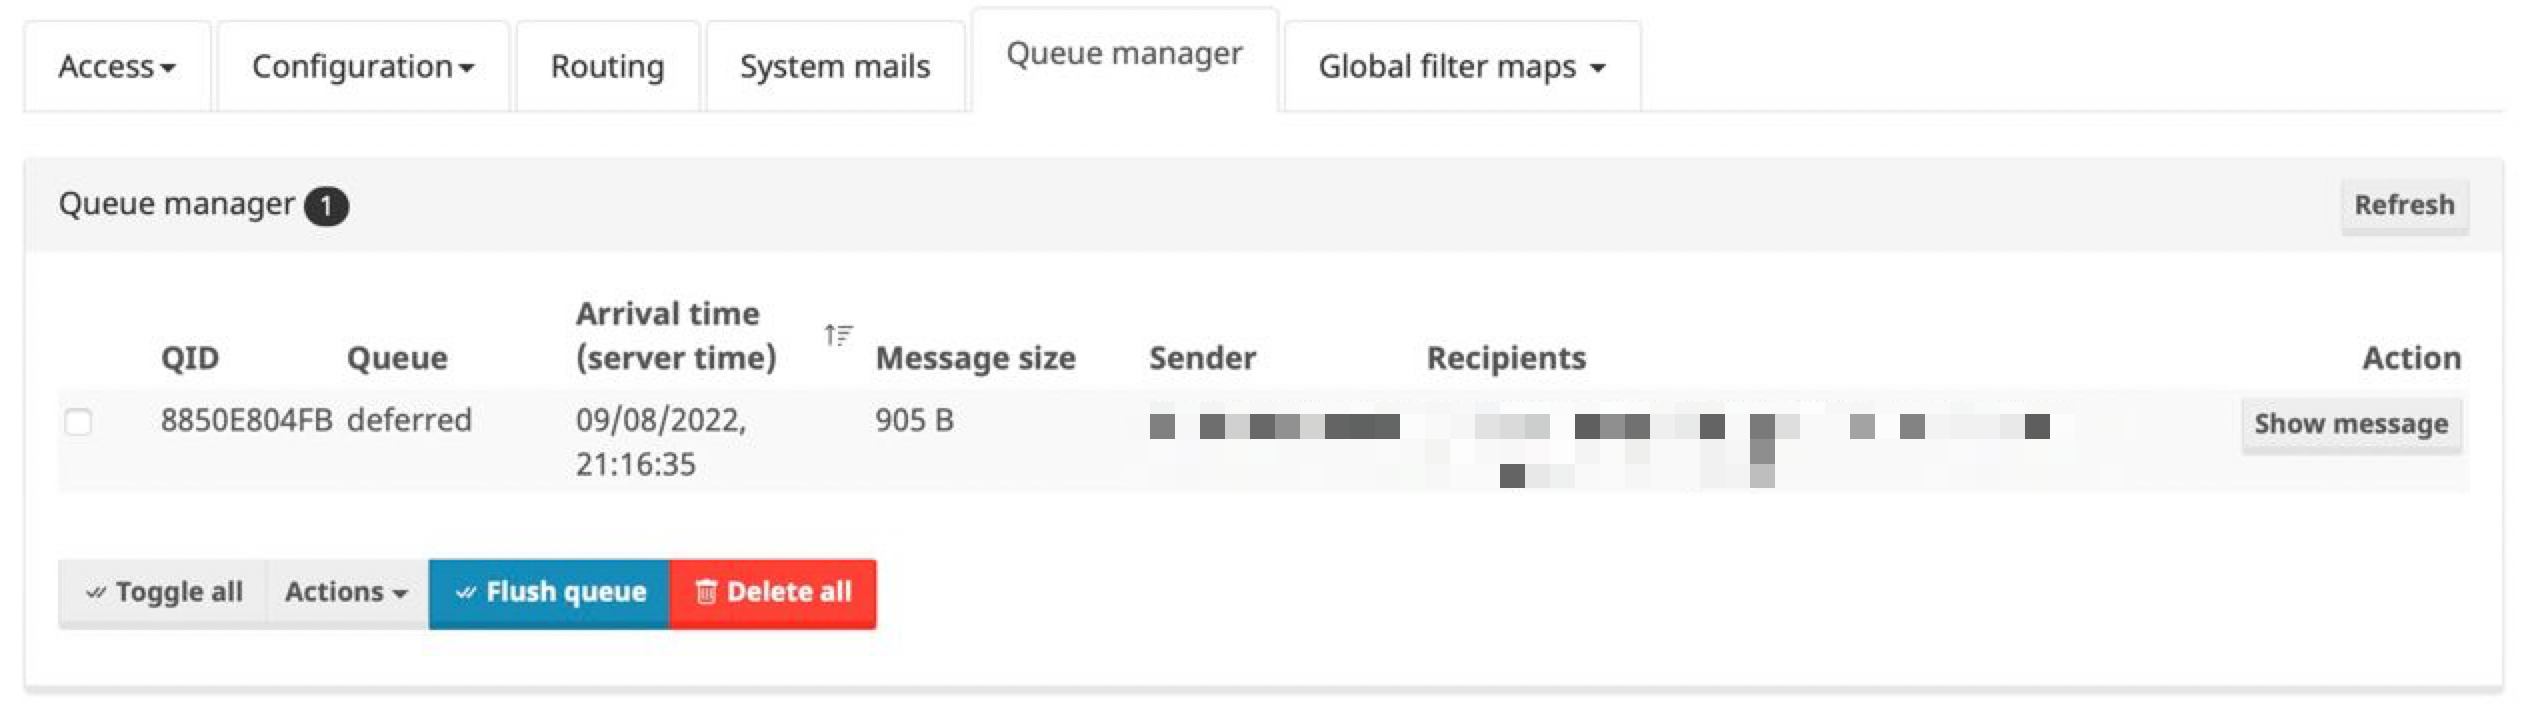 Access Configuration Routing System mails Queue manager Global filter maps
Queue manager 1 Refresh
QID Queue Arrival time (server time) Message size Sender Recipients Action
8850E804FB deferred 09/08/2022, 21:16:35 905 B Show message
Toggle all Actions Flush queue Delete all